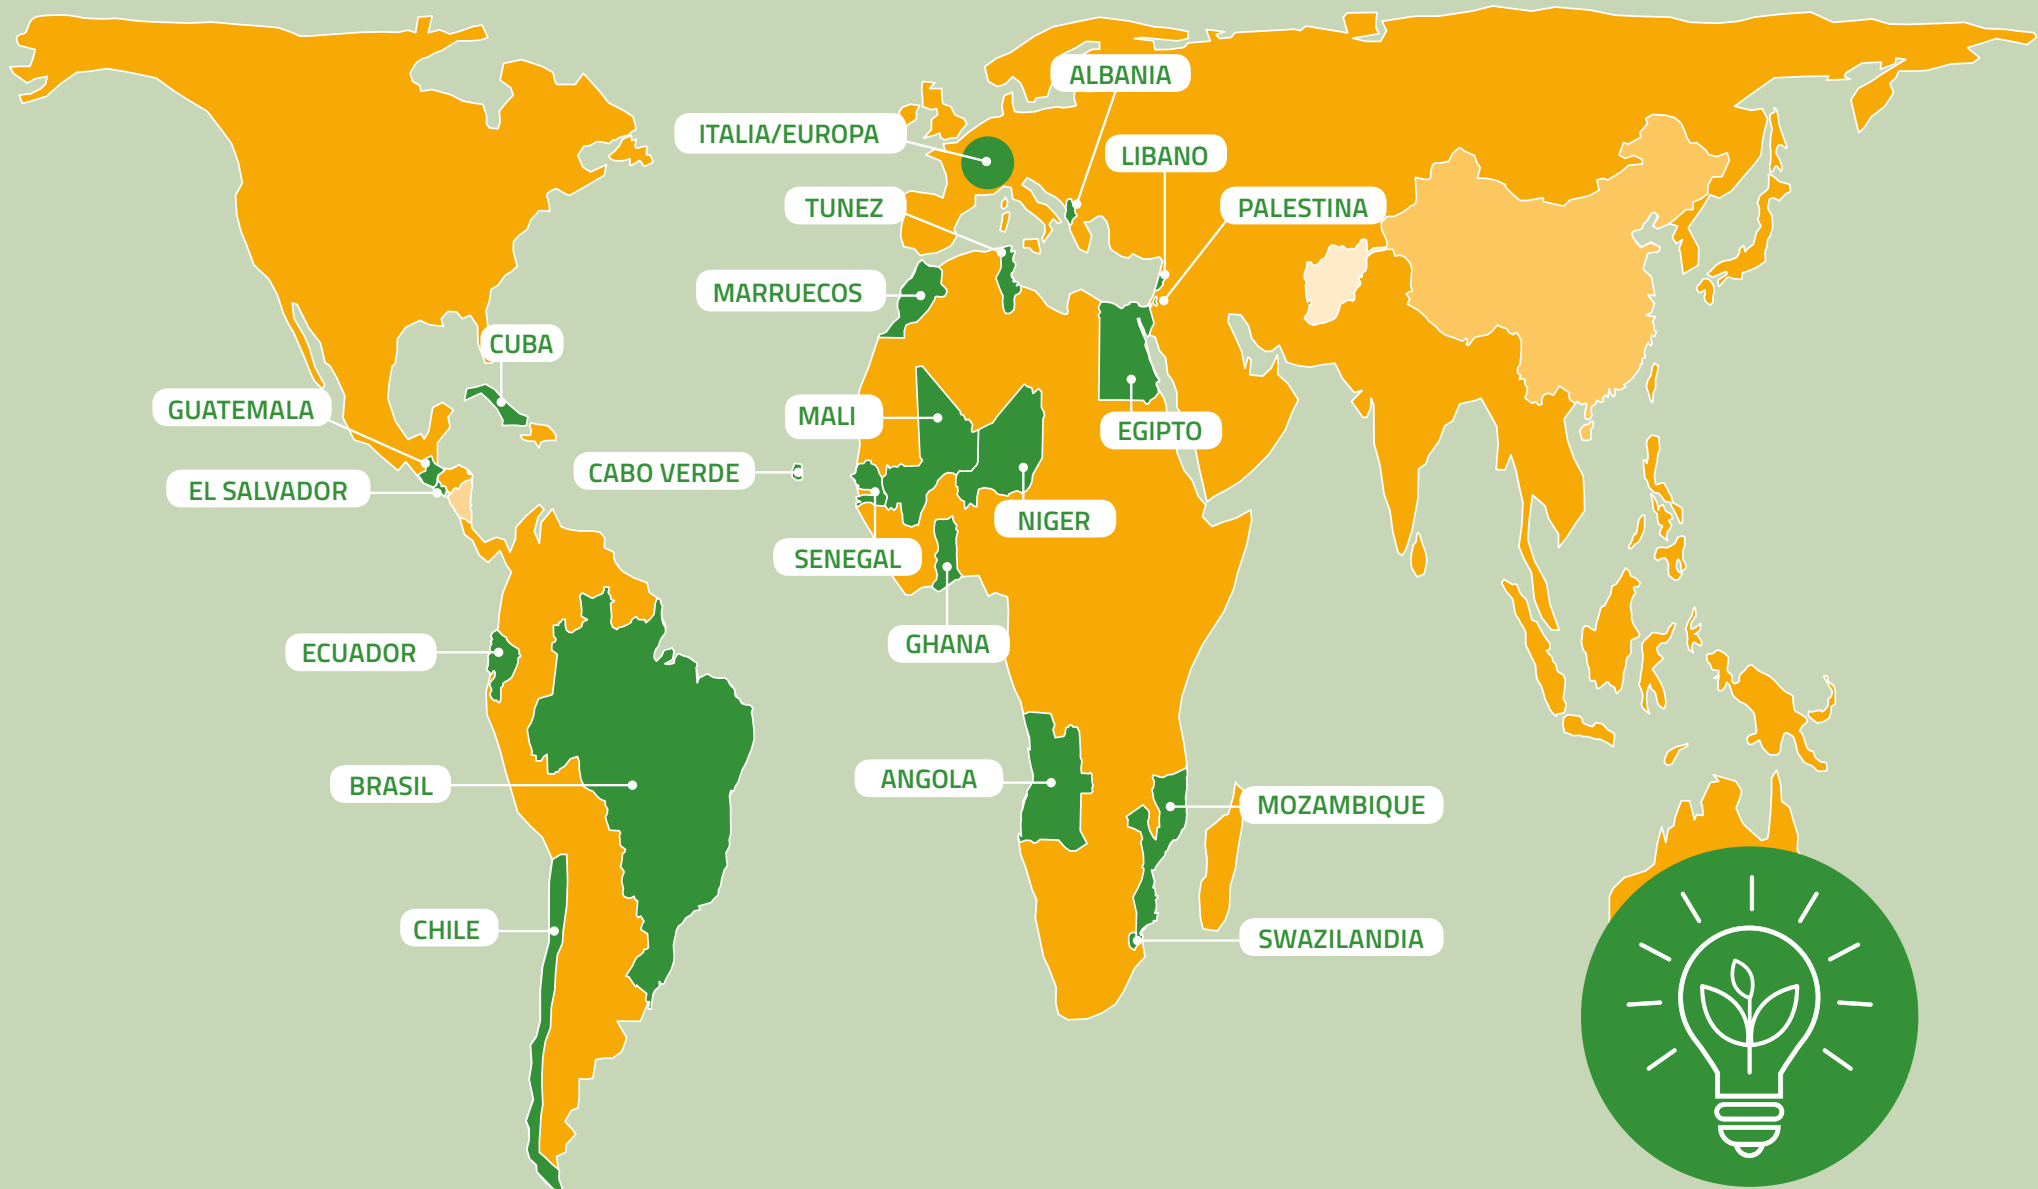 ALBANIA
ITALIA/EUROPA
LIBANO
TUNEZ
PALESTINA
MARRUECOS
CUBA
GUATEMALA
MALI
EGIPTO
CABO VERDE
EL SALVADOR
NIGER
SENEGAL
GHANA
ECUADOR
ANGOLA
BRASIL
MOZAMBIQUE
CHILE
SWAZILANDIA